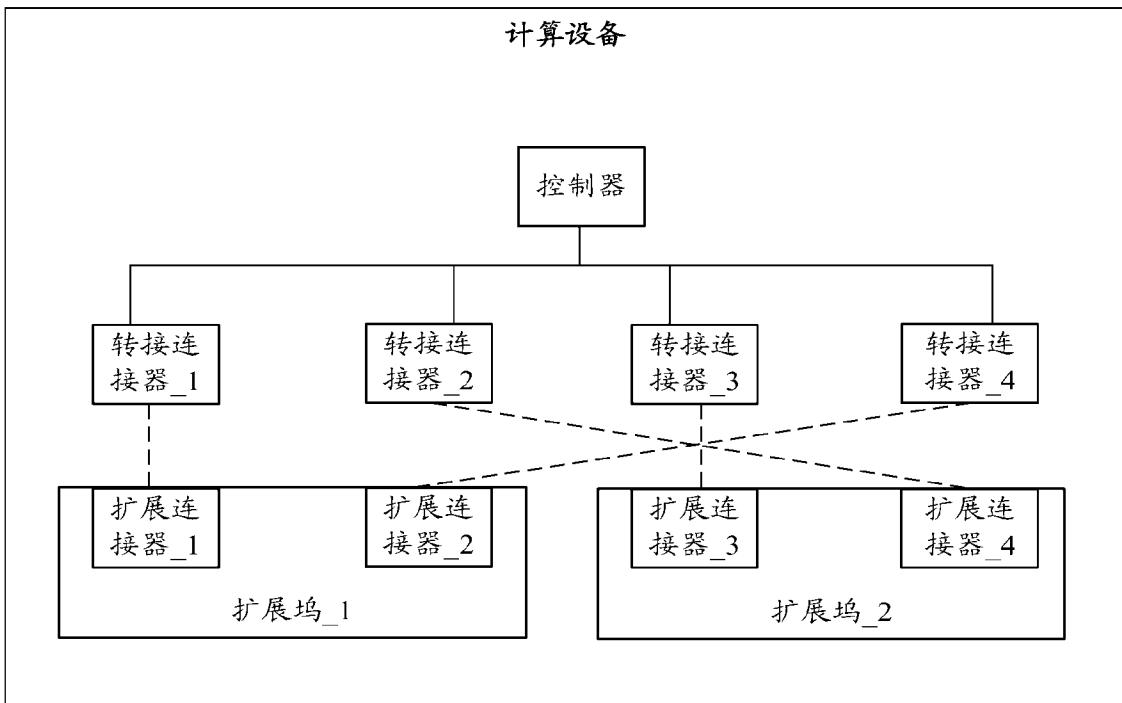 计算设备
控制器
转接连
接器_1
转接连
接器_2
转接连
接器_3
转接连
接器_4
扩展连
接器_1
扩展连
接器_2
扩展连
接器_3
扩展连
接器_4
扩展坞_1
扩展坞_2